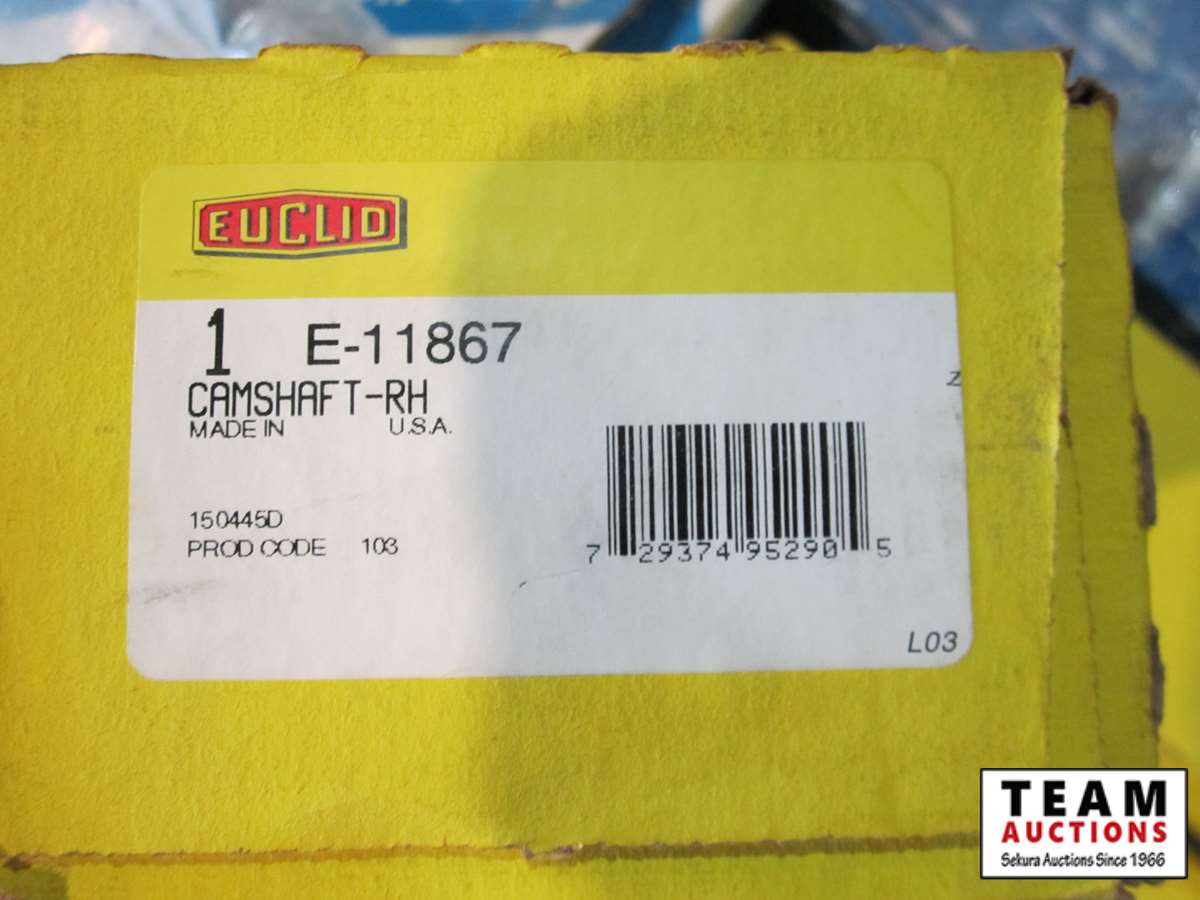 EUCLID
1 E-11867
CAMSHAFT-RH
MADE IN U.S.A.
Z
150445D
PROD CODE 103
7 29374 95290 5
L03
TEAM
AUCTIONS
Sekura Auctions Since 1966